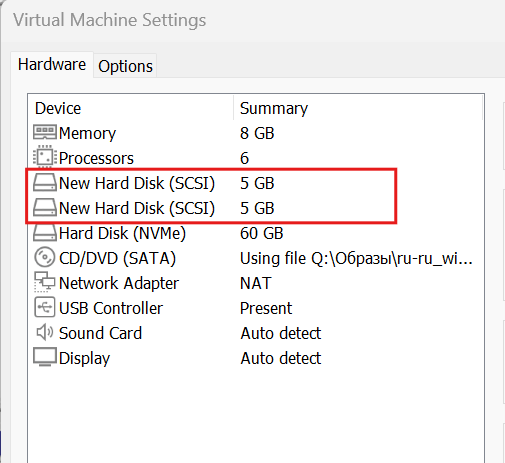 Virtual Machine Settings
Hardware Options
Device Summary
Memory 8 GB
Processors 6
New Hard Disk (SCSI) 5 GB
New Hard Disk (SCSI) 5 GB
Hard Disk (NVMe) 60 GB
CD/DVD (SATA) Using file Q:\Образы\ru-ru_wi...
Network Adapter NAT
USB Controller Present
Sound Card Auto detect
Display Auto detect